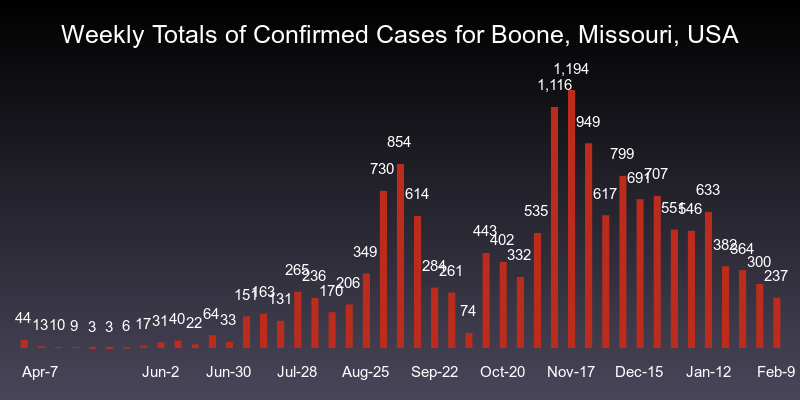 Weekly Totals of Confirmed Cases for Boone, Missouri, USA
44 13 10 9 3 3 6 17 31 40 22 64 33 151 163 131 265 236 170 206 349 730 854 614 284 261 74 443 402 332 535 1,116 1,194 949 617 799 691 707 551 546 633 382 364 300 237
Apr-7 Jun-2 Jun-30 Jul-28 Aug-25 Sep-22 Oct-20 Nov-17 Dec-15 Jan-12 Feb-9